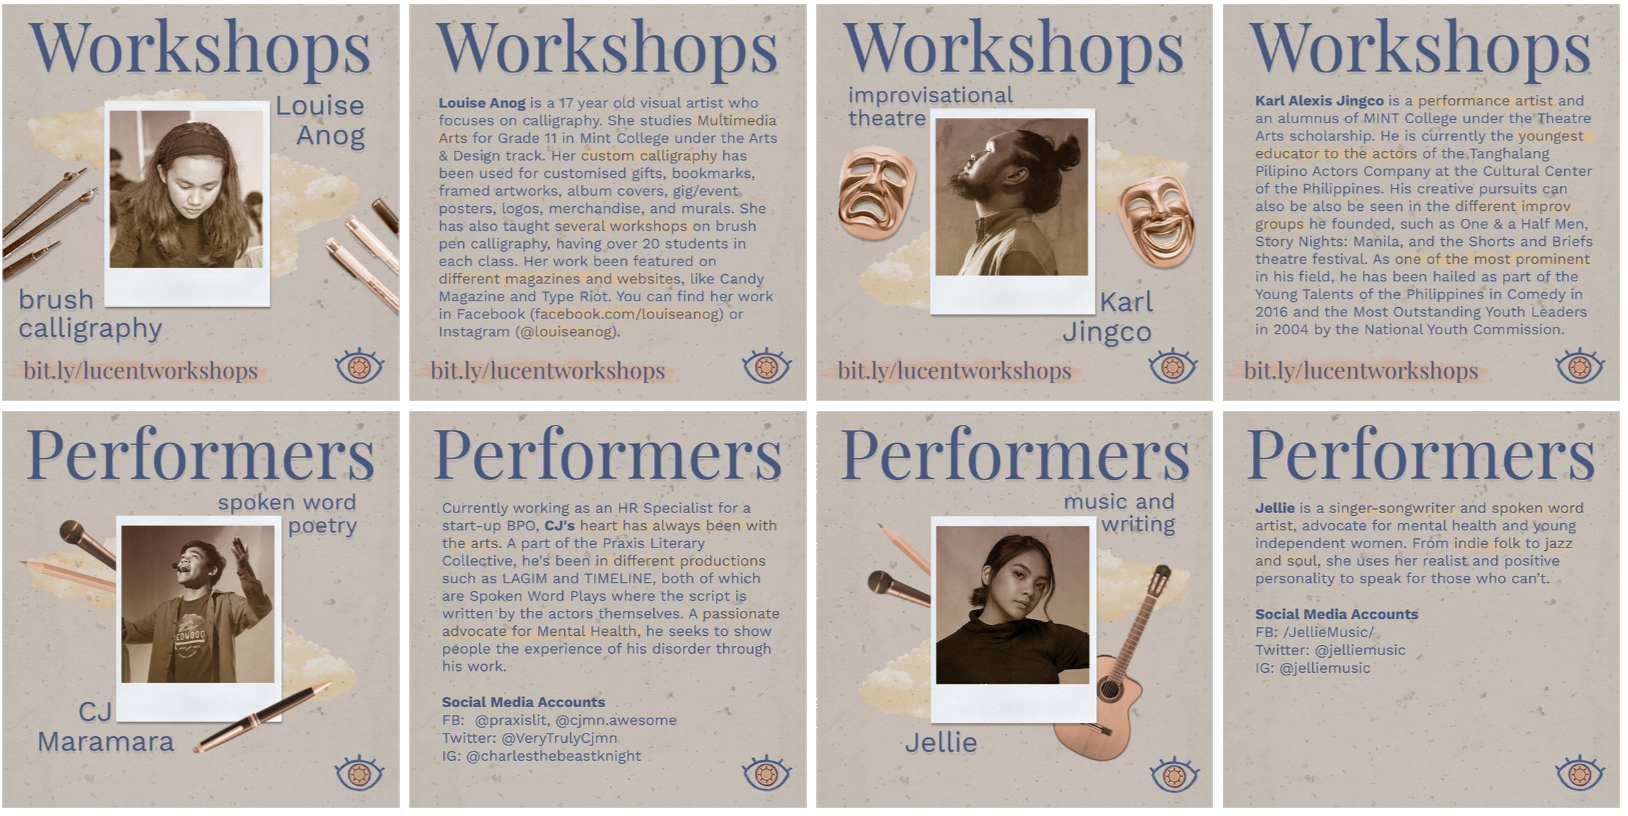 Workshops
Louise
Anog
brush
calligraphy
bit.ly/lucentworkshops
Workshops
Louise Anog is a 17 year old visual artist who
focuses on calligraphy. She studies Multimedia
Arts for Grade 11 in Mint College under the Arts
& Design track. Her custom calligraphy has
been used for customised gifts, bookmarks,
framed artworks, album covers, gig/event
posters, logos, merchandise, and murals. She
has also taught several workshops on brush
pen calligraphy, having over 20 students in
each class. Her work been featured on
different magazines and websites, like Candy
Magazine and Type Riot. You can find her work
in Facebook (facebook.com/louiseanog) or
Instagram (@louiseanog).
bit.ly/lucentworkshops
Workshops
improvisational
theatre
Karl
Jingco
bit.ly/lucentworkshops
Workshops
Karl Alexis Jingco is a performance artist and
an alumnus of MINT College under the Theatre
Arts scholarship. He is currently the youngest
educator to the actors of the Tanghalang
Pilipino Actors Company at the Cultural Center
of the Philippines. His creative pursuits can
also be also be seen in the different improv
groups he founded, such as One & a Half Men,
Story Nights: Manila, and the Shorts and Briefs
theatre festival. As one of the most prominent
in his field, he has been hailed as part of the
Young Talents of the Philippines in Comedy in
2016 and the Most Outstanding Youth Leaders
in 2004 by the National Youth Commission.
bit.ly/lucentworkshops
Performers
spoken word
poetry
CJ
Maramara
Performers
Currently working as an HR Specialist for a
start-up BPO, CJ's heart has always been with
the arts. A part of the Praxis Literary
Collective, he's been in different productions
such as LAGIM and TIMELINE, both of which
are Spoken Word Plays where the script is
written by the actors themselves. A passionate
advocate for Mental Health, he seeks to show
people the experience of his disorder through
his work.
Social Media Accounts
FB: @praxislit, @cjmn.awesome
Twitter: @VeryTrulyCjmn
IG: @charlesthebeastknight
Performers
music and
writing
Jellie
Performers
Jellie is a singer-songwriter and spoken word
artist, advocate for mental health and young
independent women. From indie folk to jazz
and soul, she uses her realist and positive
personality to speak for those who can't.
Social Media Accounts
FB: /JellieMusic/
Twitter: @jelliemusic
IG: @jelliemusic